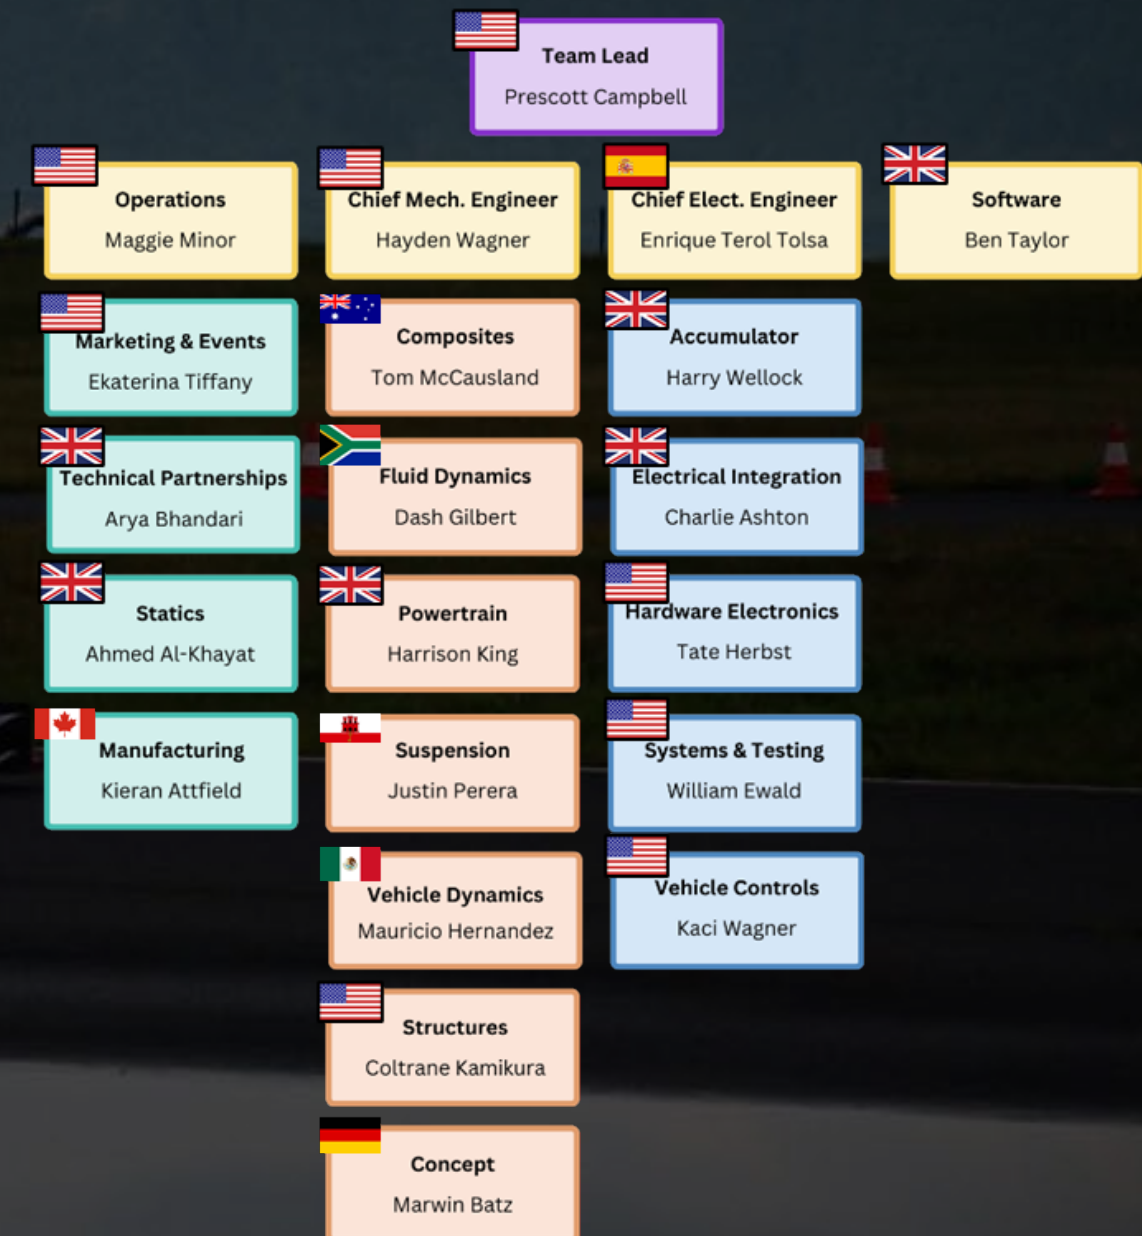 Team Lead
Prescott Campbell
Operations
Maggie Minor
Chief Mech. Engineer
Hayden Wagner
Chief Elect. Engineer
Enrique Terol Tolsa
Software
Ben Taylor
Marketing & Events
Ekaterina Tiffany
Composites
Tom McCausland
Accumulator
Harry Wellock
Technical Partnerships
Arya Bhandari
Fluid Dynamics
Dash Gilbert
Electrical Integration
Charlie Ashton
Statics
Ahmed Al-Khayat
Powertrain
Harrison King
Hardware Electronics
Tate Herbst
Manufacturing
Kieran Attfield
Suspension
Justin Perera
Systems & Testing
William Ewald
Vehicle Dynamics
Mauricio Hernandez
Vehicle Controls
Kaci Wagner
Structures
Coltrane Kamikura
Concept
Marwin Batz